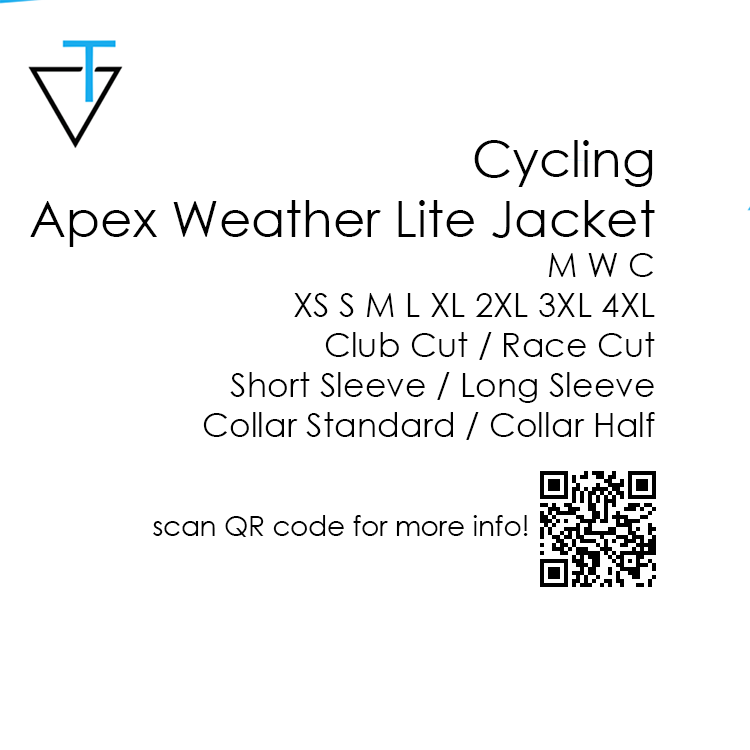 T
Cycling
Apex Weather Lite Jacket
M W C
XS S M L XL 2XL 3XL 4XL
Club Cut / Race Cut
Short Sleeve / Long Sleeve
Collar Standard / Collar Half
scan QR code for more info!